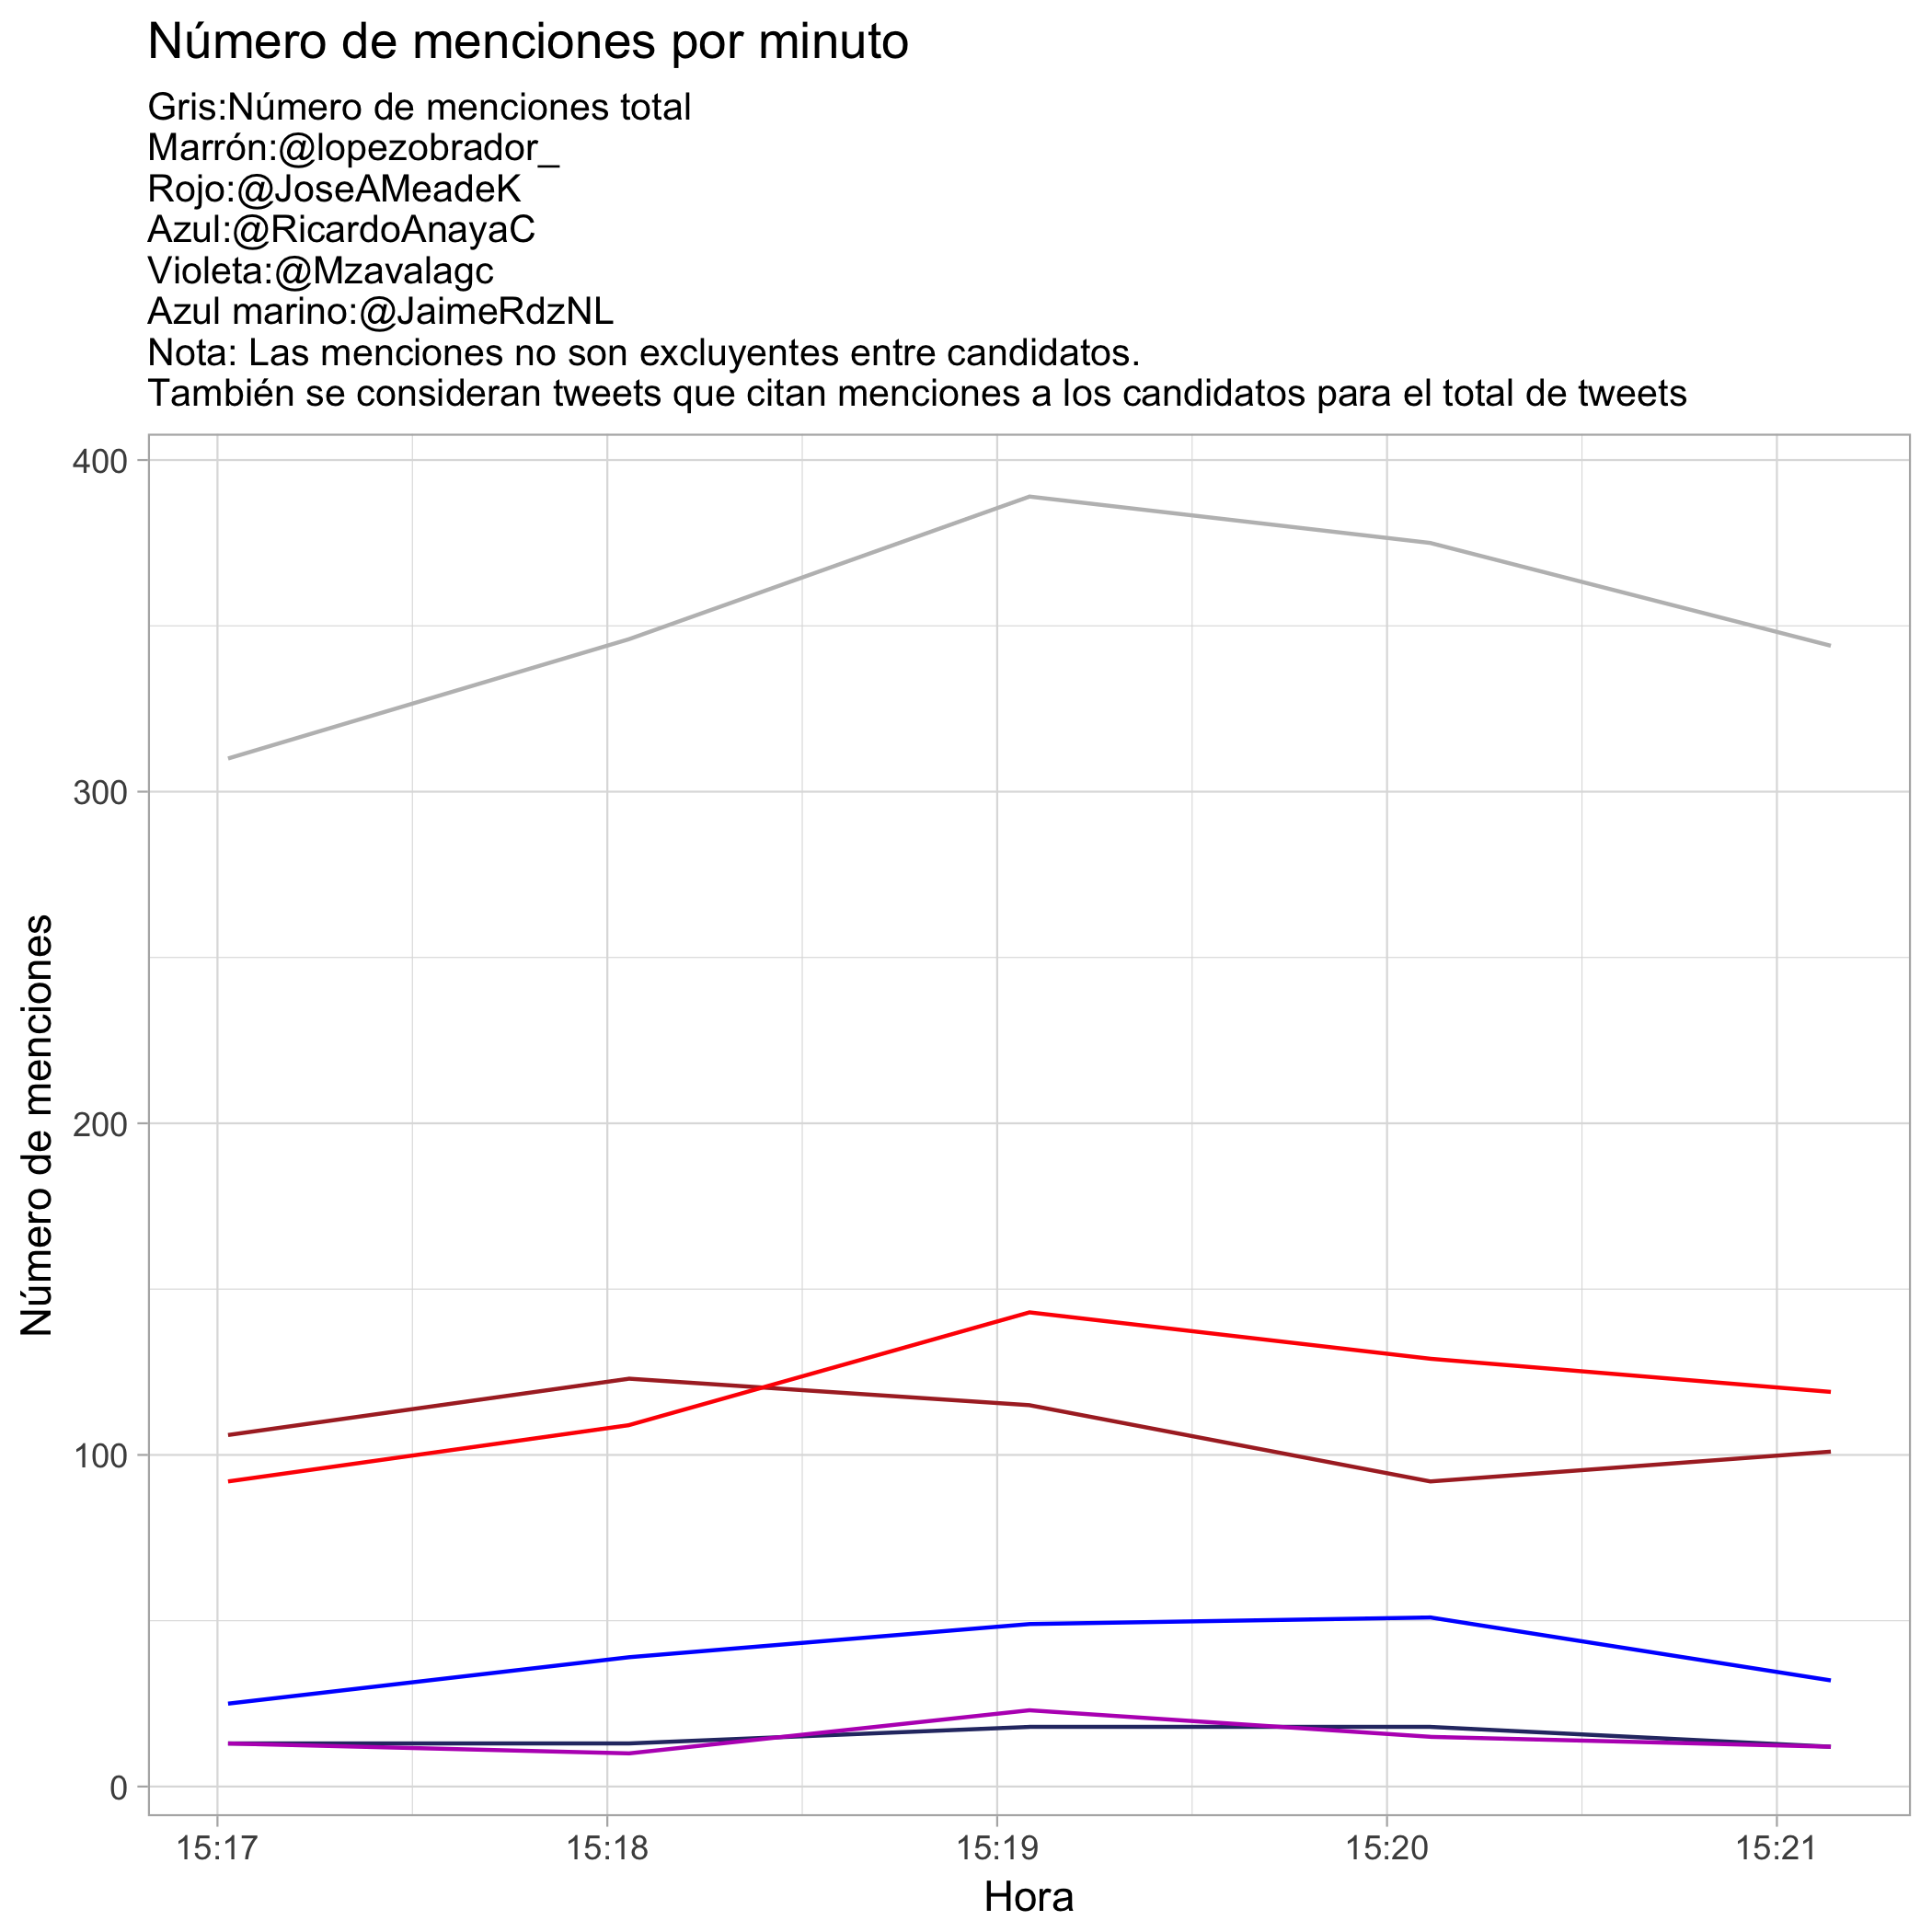 Número de menciones por minuto
Gris:Número de menciones total
Marrón:@lopezobrador_
Rojo:@JoseAMeadeK
Azul:@RicardoAnayaC
Violeta:@Mzavalagc
Azul marino:@JaimeRdzNL
Nota: Las menciones no son excluyentes entre candidatos.
También se consideran tweets que citan menciones a los candidatos para el total de tweets
400
300
200
100
0
Número de menciones
15:17 15:18 15:19 15:20 15:21
Hora